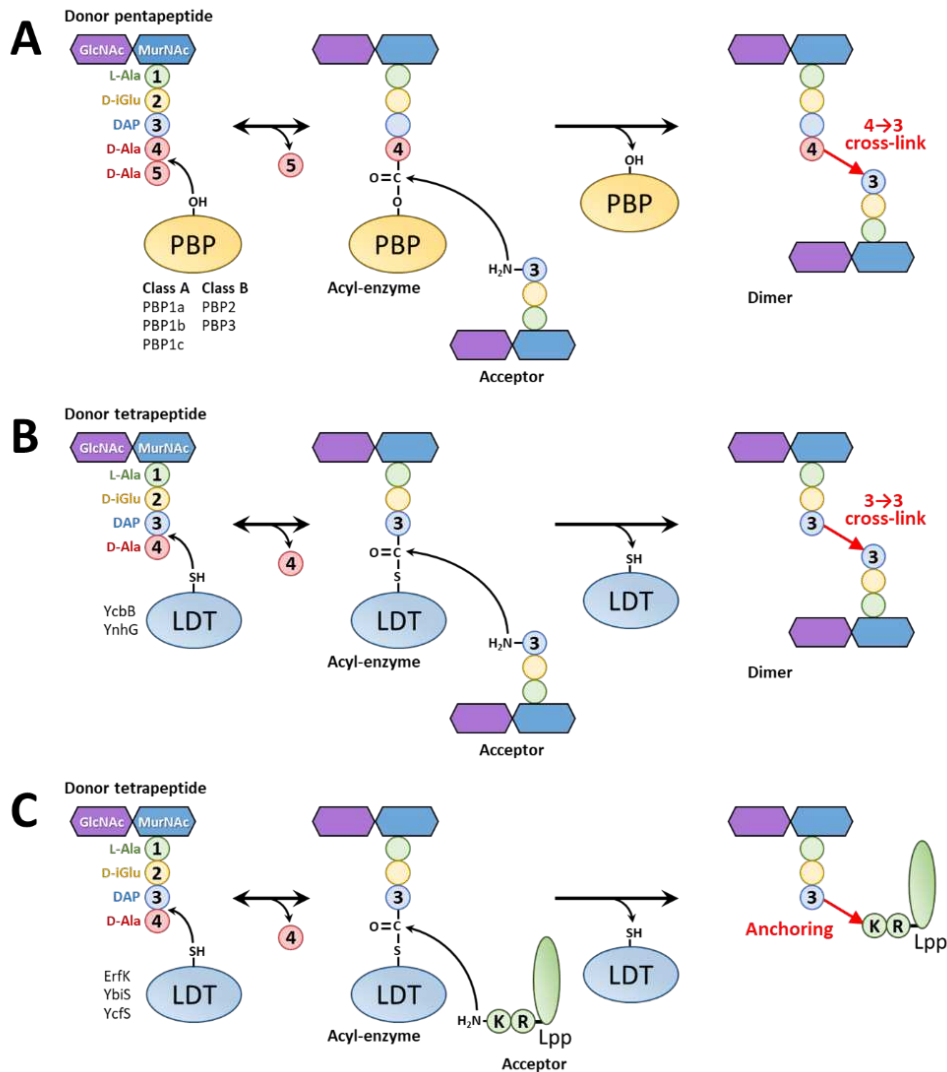 A
Donor pentapeptide
GlcNAc MurNAc
L-Ala 1
D-iGlu 2
DAP 3
D-Ala 4
D-Ala 5
OH
PBP
Class A Class B
PBP1a PBP2
PBP1b PBP3
PBP1c
5
4
O=C
O
PBP
Acyl-enzyme
H₂N 3
Acceptor
OH
PBP
4
4→3
cross-link
3
Dimer
B
Donor tetrapeptide
GlcNAc MurNAc
L-Ala 1
D-iGlu 2
DAP 3
D-Ala 4
SH
YcbB
YnhG
LDT
4
3
O=C
S
LDT
Acyl-enzyme
H₂N 3
Acceptor
SH
LDT
3
3→3
cross-link
3
Dimer
C
Donor tetrapeptide
GlcNAc MurNAc
L-Ala 1
D-iGlu 2
DAP 3
D-Ala 4
SH
ErfK
YbiS
YcfS
LDT
4
3
O=C
S
LDT
Acyl-enzyme
H₂N K R
Lpp
Acceptor
SH
LDT
3
Anchoring
K R
Lpp